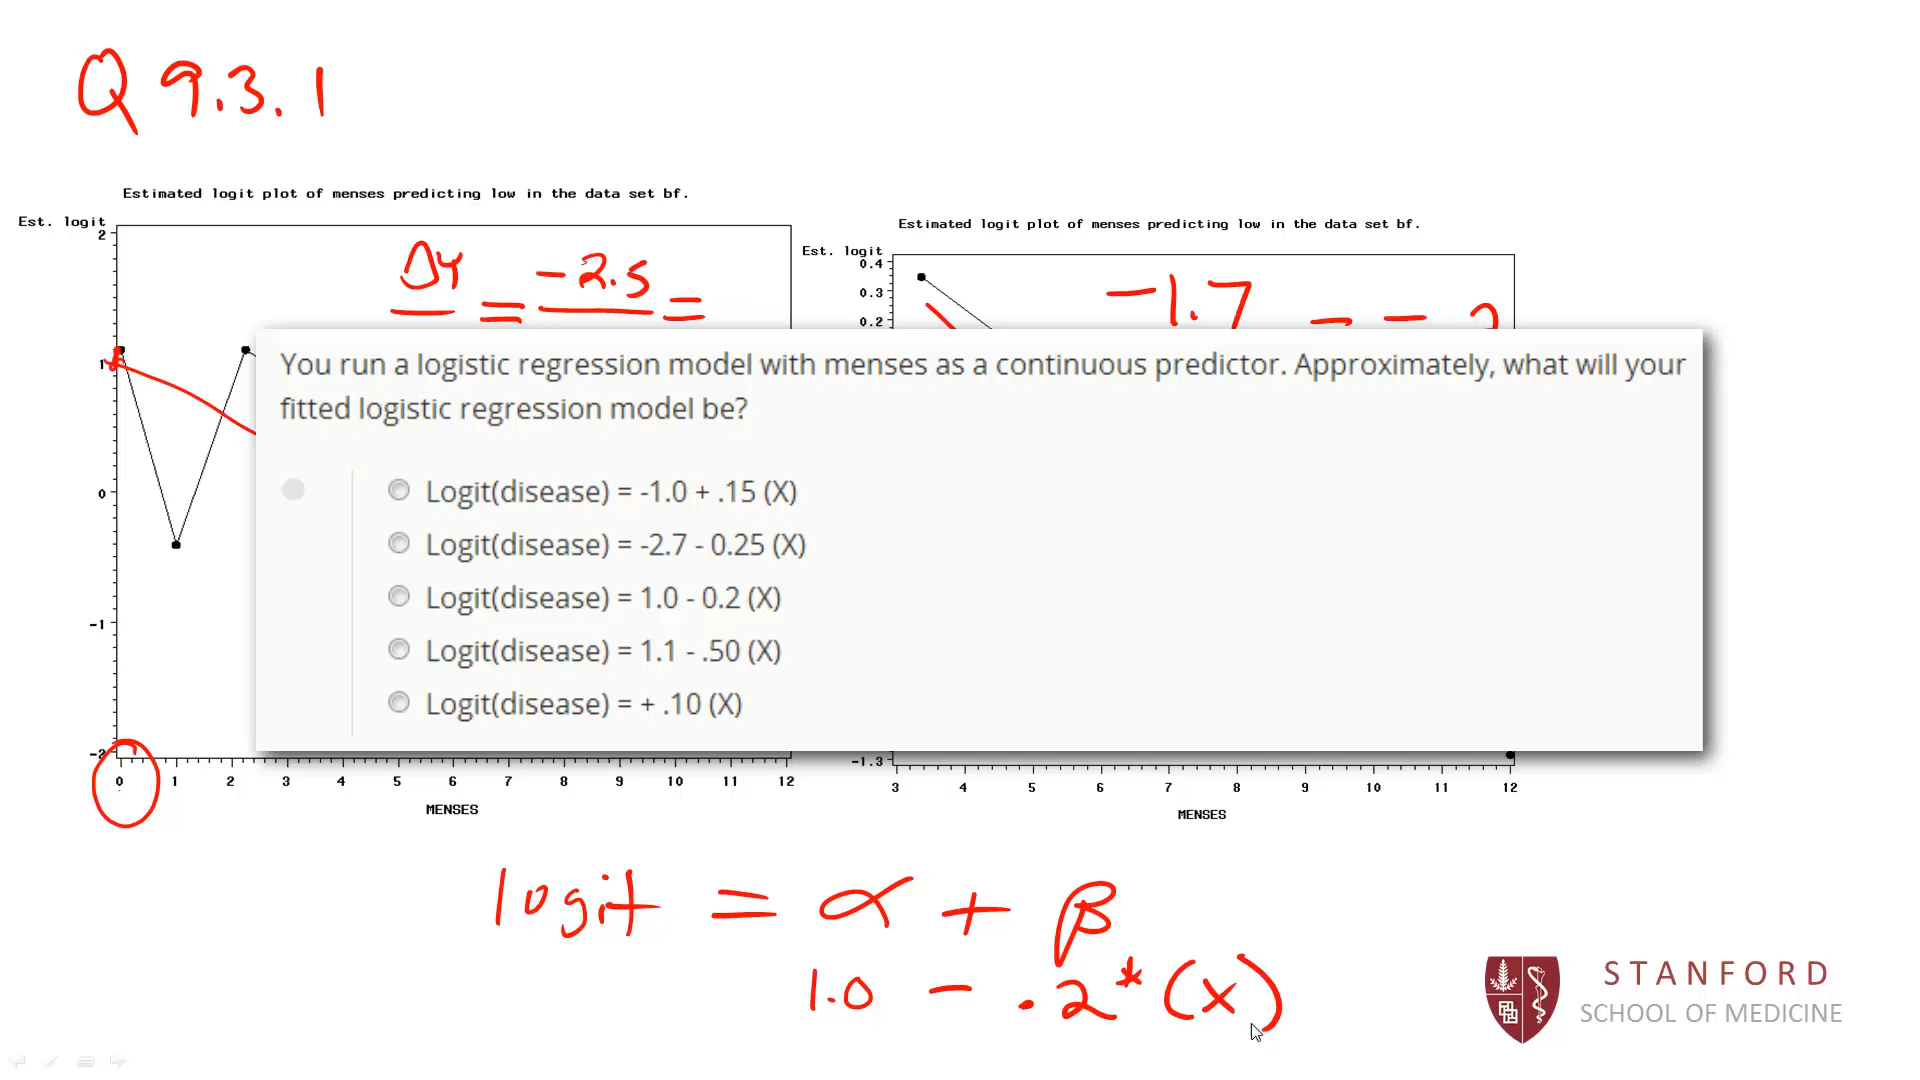 Q 9.3.1
Estimated logit plot of menses predicting low in the data set bf.
Est. logit
2
1
0
-1
-2
0 1 2 3 4 5 6 7 8 9 10 11 12
MENSES
ΔY = -2.5 =
Estimated logit plot of menses predicting low in the data set bf.
Est. logit
0.4
0.3
0.2
-1.3
3 4 5 6 7 8 9 10 11 12
MENSES
-1.7
You run a logistic regression model with menses as a continuous predictor. Approximately, what will your
fitted logistic regression model be?
Logit(disease) = -1.0 + .15 (X)
Logit(disease) = -2.7 - 0.25 (X)
Logit(disease) = 1.0 - 0.2 (X)
Logit(disease) = 1.1 - .50 (X)
Logit(disease) = + .10 (X)
logit = α + β
1.0 - .2*(x)
STANFORD
SCHOOL OF MEDICINE